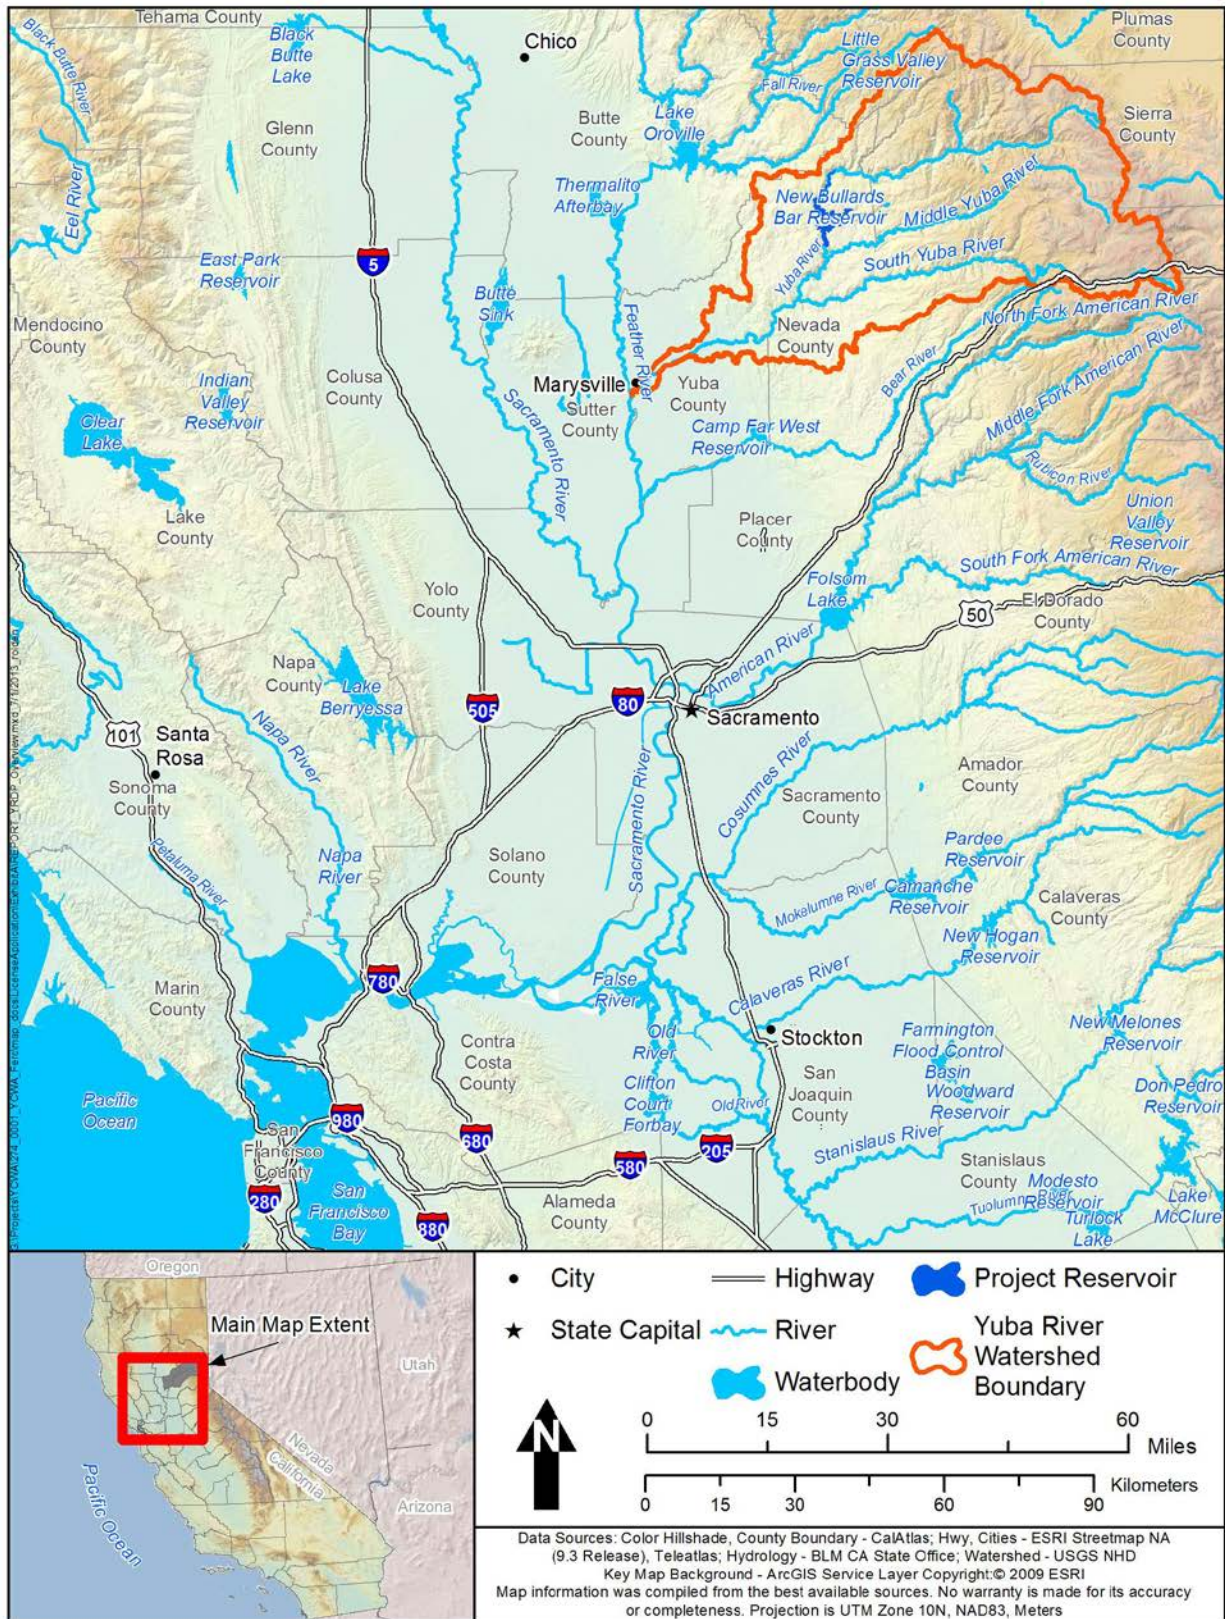 Tehama County
Plumas
County
Black Butte River
Black
Butte
Lake
Chico
Little
Grass Valley
Reservoir
Fall River
Lake
Oroville
Butte
County
Sierra
County
Glenn
County
Eel River
Thermalito
Afterbay
New Bullards
Bar Reservoir
Middle Yuba River
Yuba River
South Yuba River
5
East Park
Reservoir
Butte
Sink
Feather River
North Fork American River
Nevada
County
Mendocino
County
Bear River
Middle Fork American River
Indian
Valley
Reservoir
Colusa
County
Marysville
Yuba
County
Sutter
County
Clear
Lake
Sacramento River
Camp Far West
Reservoir
Rubicon River
Union
Valley
Reservoir
Lake
County
Placer
County
South Fork American River
Yolo
County
Folsom
Lake
50
El Dorado
County
Napa
County
Lake
Berryessa
American River
505
80
Sacramento
101
Santa
Rosa
Sonoma
County
Napa River
Sacramento River
Cosumnes River
Amador
County
Sacramento
County
Petaluma River
Napa
River
Solano
County
Pardee
Reservoir
Mokelumne River
Camanche
Reservoir
Calaveras
County
New Hogan
Reservoir
780
False
River
Calaveras River
Marin
County
Contra
Costa
County
Old
River
Stockton
Farmington
Flood Control
Basin
New Melones
Reservoir
Clifton
Court
Forbay
Old River
San
Joaquin
County
Woodward
Reservoir
Don Pedro
Reservoir
Pacific
Ocean
980
San
Francisco
County
680
205
Stanislaus River
580
Stanislaus
County
Modesto
Reservoir
Tuolumne River
Turlock
Lake
Lake
McClure
280
San
Francisco
Bay
880
Alameda
County
Oregon
Main Map Extent
Utah
Nevada
California
Arizona
Pacific Ocean
City
Highway
Project Reservoir
State Capital
River
Yuba River
Watershed
Boundary
Waterbody
N
0 15 30 60
Miles
Kilometers
0 15 30 60 90
Data Sources: Color Hillshade, County Boundary - CalAtlas; Hwy, Cities - ESRI Streetmap NA
(9.3 Release), Teleatlas; Hydrology - BLM CA State Office; Watershed - USGS NHD
Key Map Background - ArcGIS Service Layer Copyright:© 2009 ESRI
Map information was compiled from the best available sources. No warranty is made for its accuracy
or completeness. Projection is UTM Zone 10N, NAD83, Meters